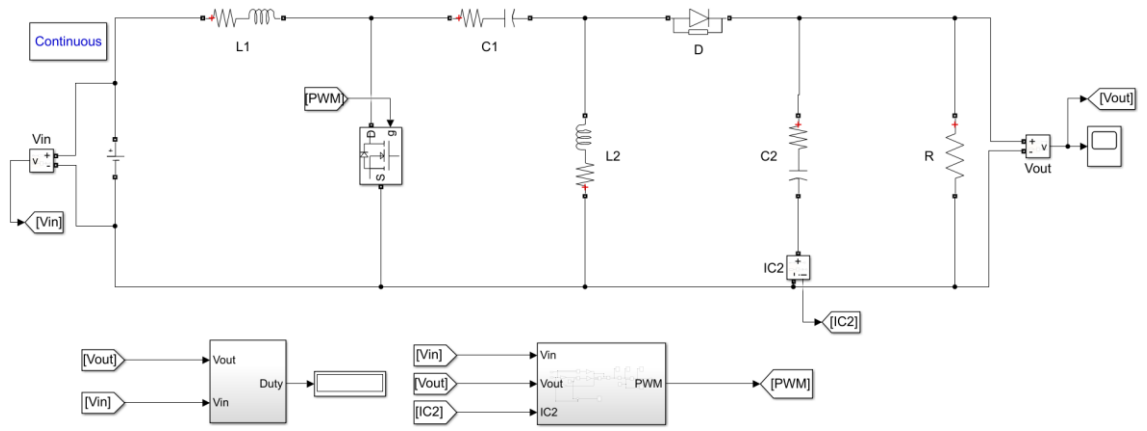 Continuous
L1
C1
D
[PWM]
D
g
S
L2
C2
R
Vin
v
+
-
[Vin]
+
+
-
v
Vout
[Vout]
IC2
+
-
i
[IC2]
[Vout]
Vout
[Vin]
Vin
Duty
[Vin]
Vin
[Vout]
Vout
PWM
[IC2]
IC2
[PWM]